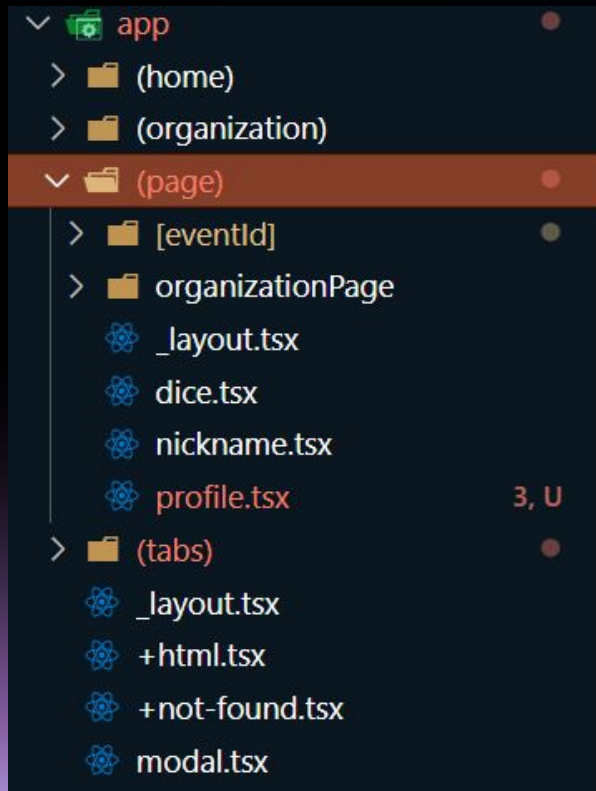 app
(home)
(organization)
(page)
[eventId]
organizationPage
_layout.tsx
dice.tsx
nickname.tsx
profile.tsx 3, U
(tabs)
_layout.tsx
+html.tsx
+not-found.tsx
modal.tsx